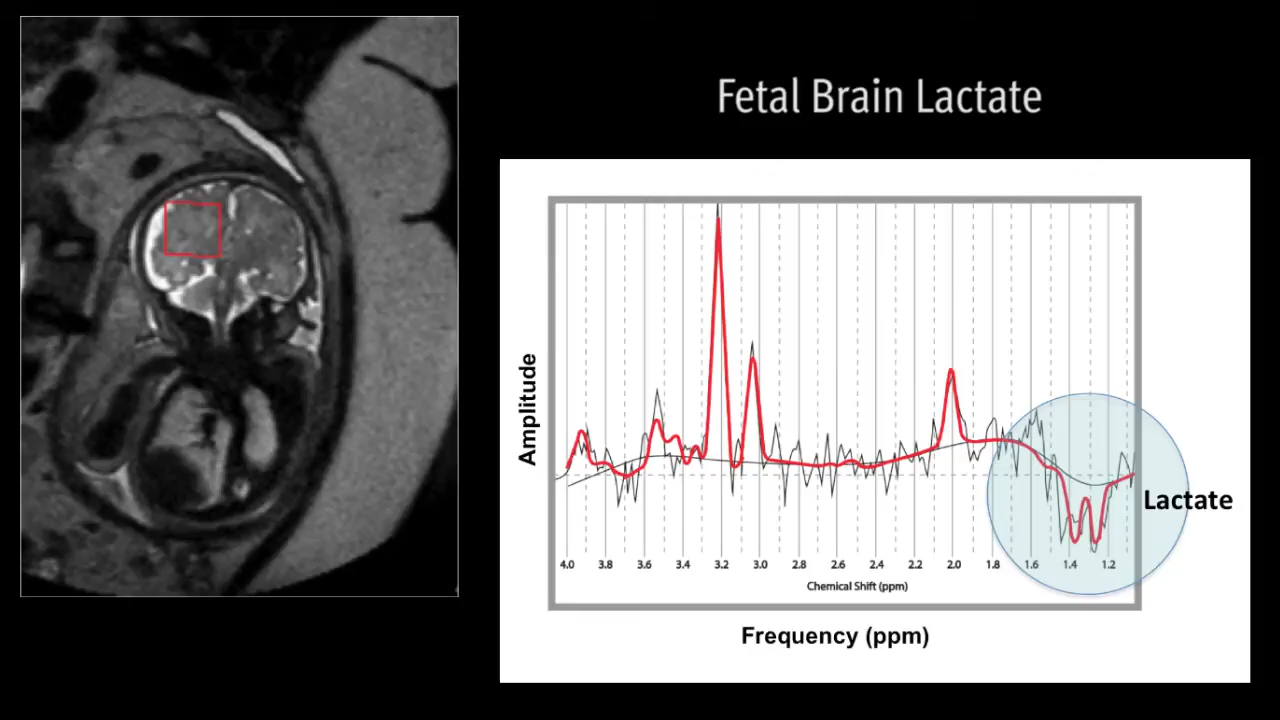 Fetal Brain Lactate
Amplitude
Lactate
4.0 3.8 3.6 3.4 3.2 3.0 2.8 2.6 2.4 2.2 2.0 1.8 1.6 1.4 1.2
Chemical Shift (ppm)
Frequency (ppm)